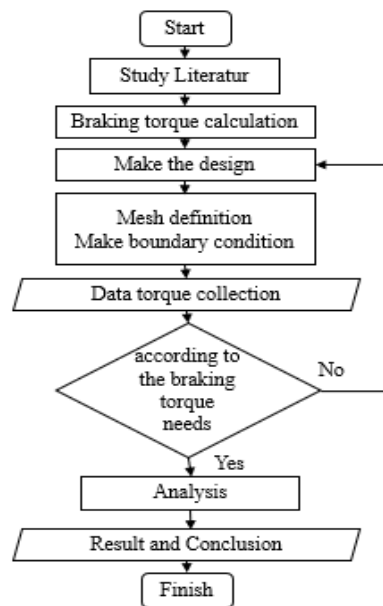 Start
Study Literatur
Braking torque calculation
Make the design
Mesh definition
Make boundary condition
Data torque collection
according to
the braking
torque
needs
No
Yes
Analysis
Result and Conclusion
Finish